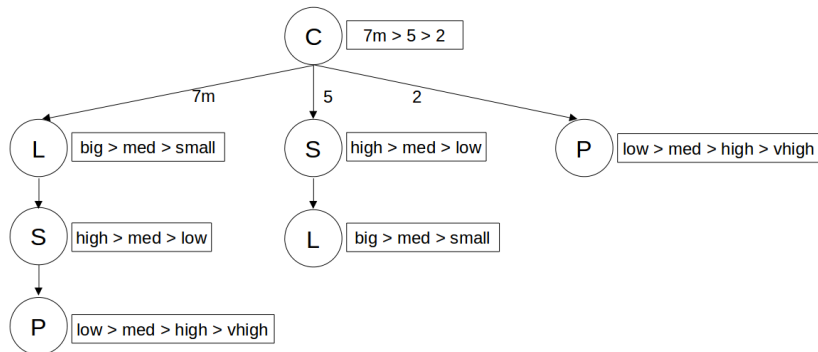 C 7m > 5 > 2
7m 5 2
L big > med > small S high > med > low P low > med > high > vhigh
S high > med > low L big > med > small
P low > med > high > vhigh